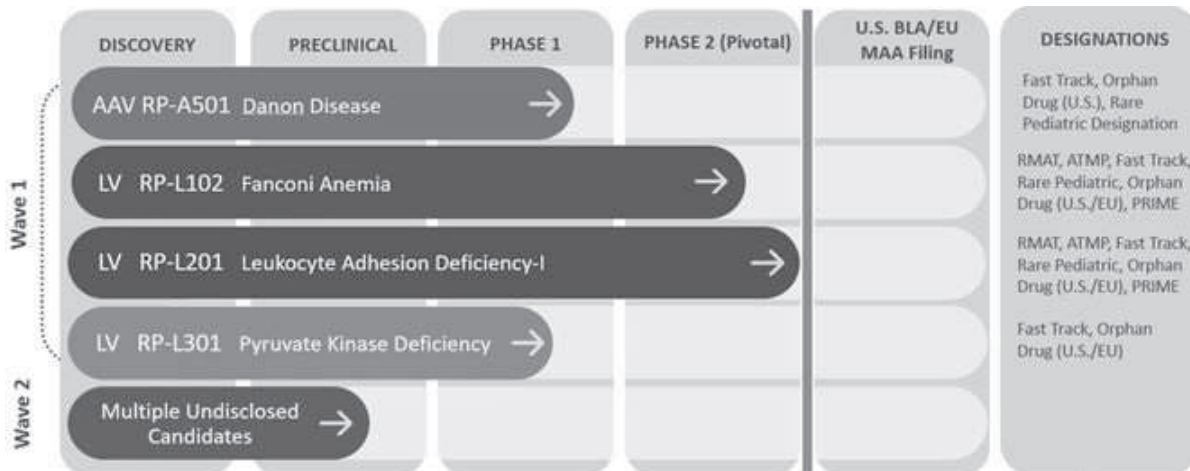 DISCOVERY
PRECLINICAL
PHASE 1
PHASE 2 (Pivotal)
U.S. BLA/EU
MAA Filing
DESIGNATIONS
Wave 1
AAV RP-A501 Danon Disease
Fast Track, Orphan
Drug (U.S.), Rare
Pediatric Designation
LV RP-L102 Fanconi Anemia
RMAT, ATMP, Fast Track,
Rare Pediatric, Orphan
Drug (U.S./EU), PRIME
LV RP-L201 Leukocyte Adhesion Deficiency-I
RMAT, ATMP, Fast Track,
Rare Pediatric, Orphan
Drug (U.S./EU), PRIME
LV RP-L301 Pyruvate Kinase Deficiency
Fast Track, Orphan
Drug (U.S./EU)
Wave 2
Multiple Undisclosed
Candidates